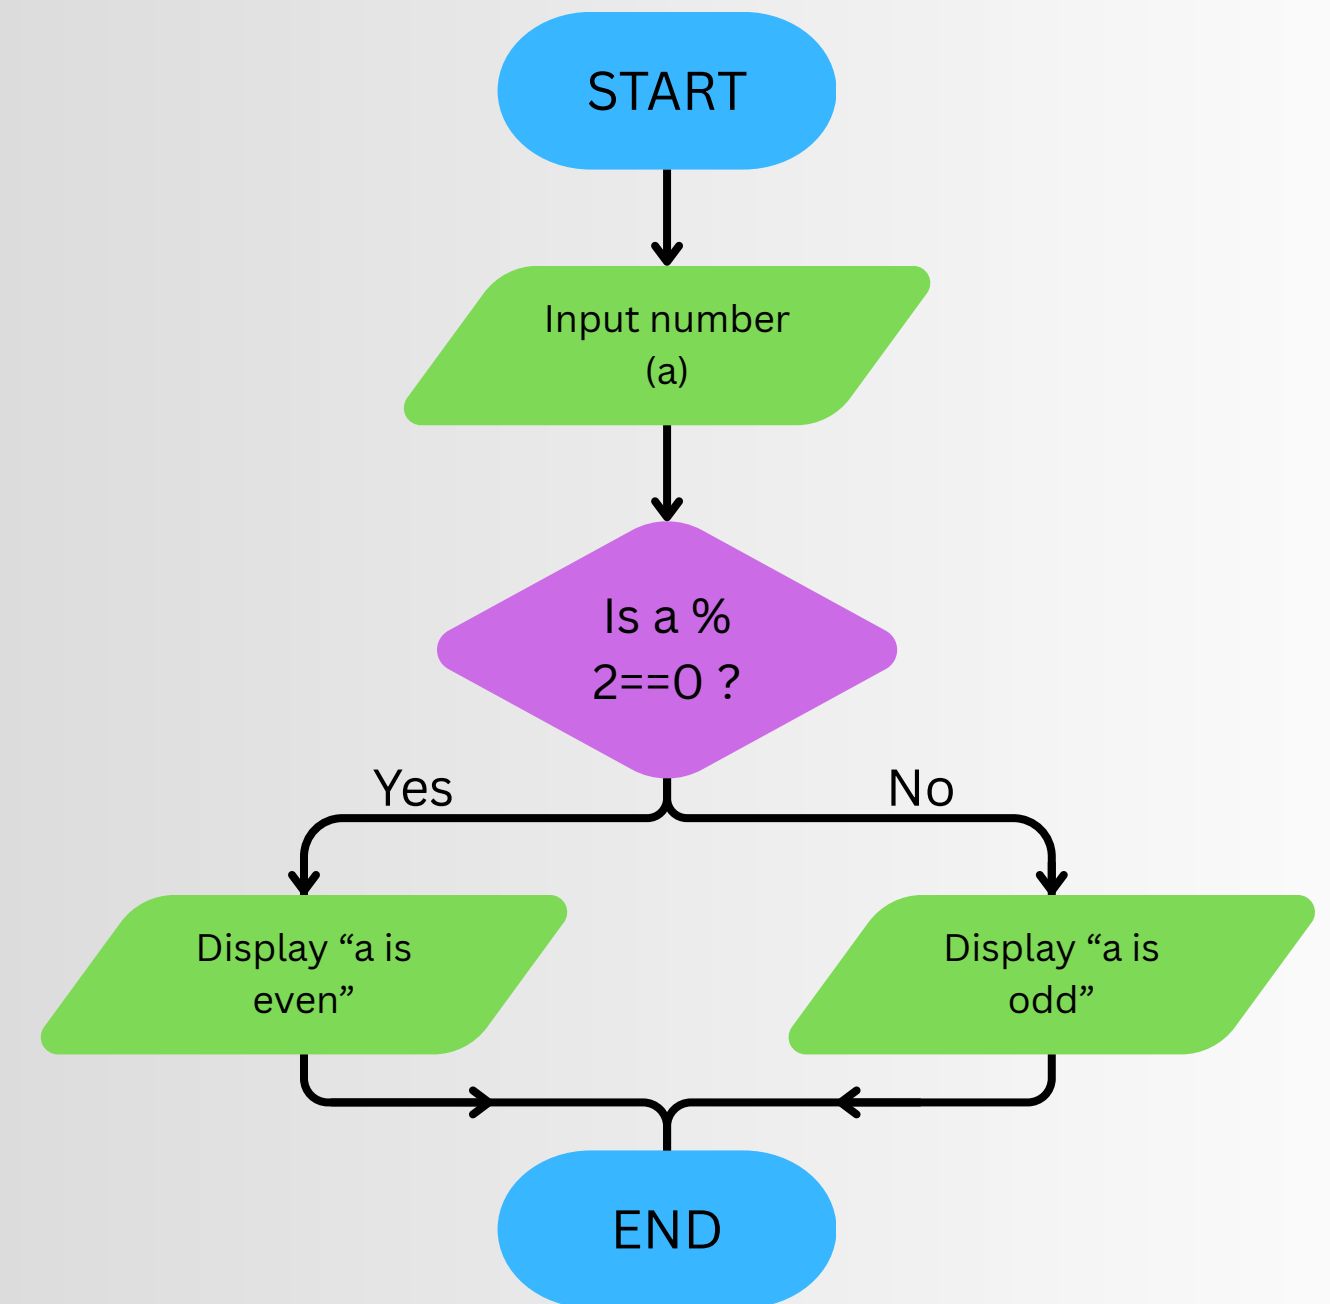 START
Input number
(a)
Is a %
2==0 ?
Yes
No
Display “a is
even”
Display “a is
odd”
END